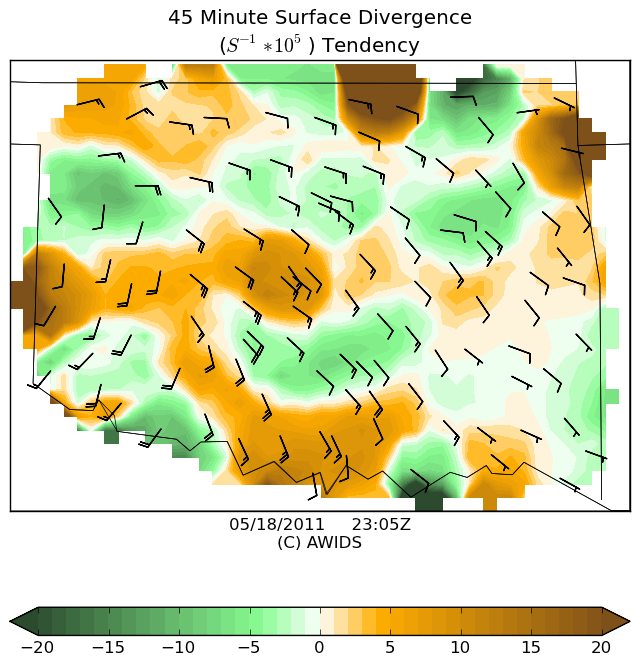 45 Minute Surface Divergence
(S⁻¹ ∗ 10⁵ ) Tendency
05/18/2011 23:05Z
(C) AWIDS
−20 −15 −10 −5 0 5 10 15 20